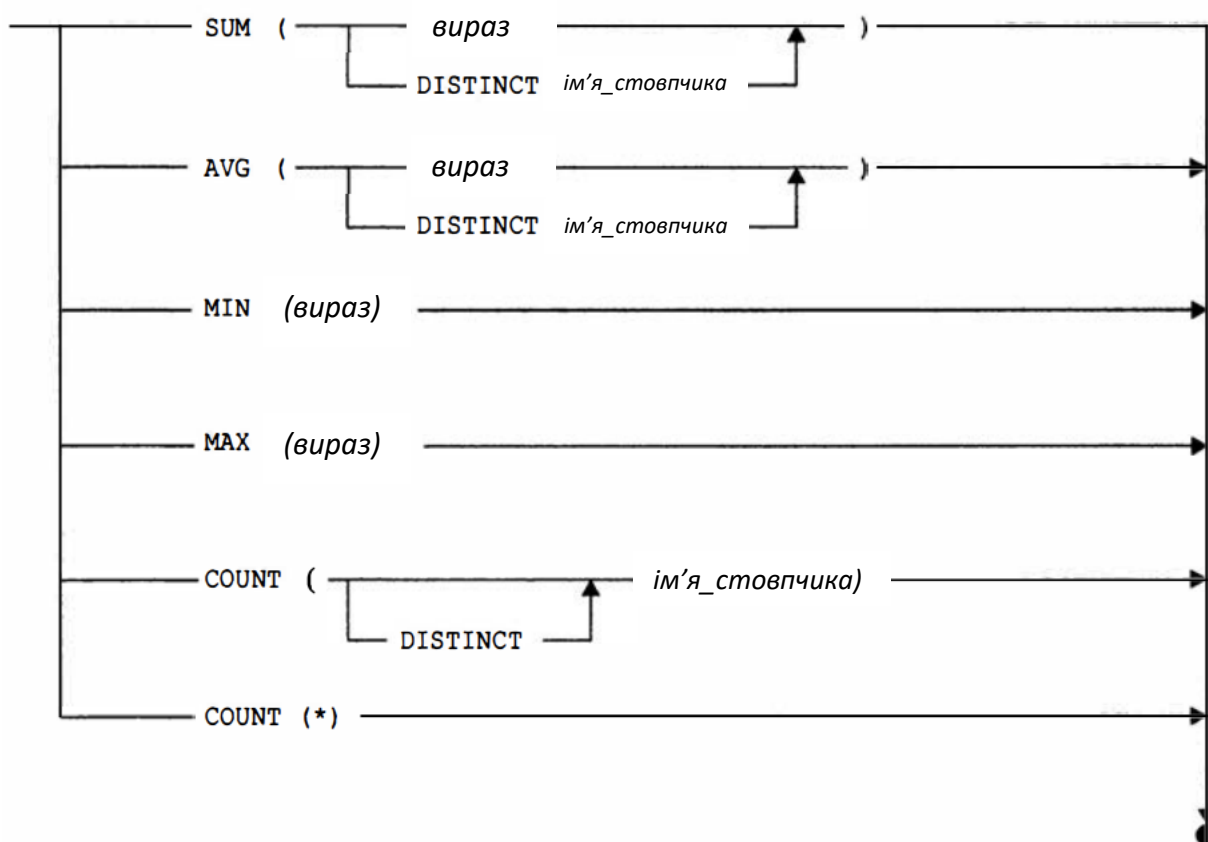 SUM ( вираз )
DISTINCT ім’я_стовпчика
AVG ( вираз )
DISTINCT ім’я_стовпчика
MIN (вираз)
MAX (вираз)
COUNT ( ім’я_стовпчика)
DISTINCT
COUNT (*)